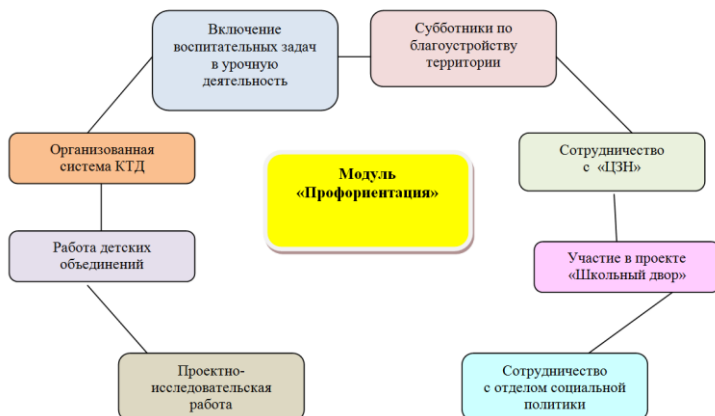 Включение
воспитательных задач
в урочную
деятельность
Субботники по
благоустройству
территории
Организованная
система КТД
Модуль
«Профориентация»
Сотрудничество
с «ЦЗН»
Работа детских
объединений
Участие в проекте
«Школьный двор»
Проектно-
исследовательская
работа
Сотрудничество
с отделом социальной
политики